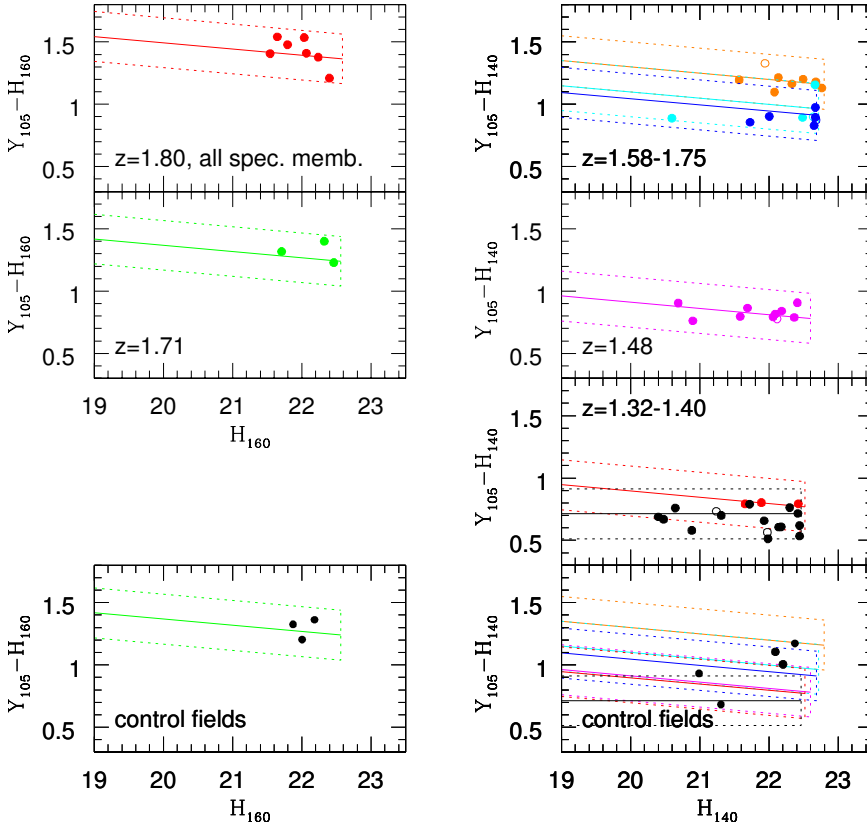 1.5
1
0.5
Y105−H160
z=1.80, all spec. memb.
1.5
1
0.5
Y105−H160
z=1.71
19 20 21 22 23
H160
1.5
1
0.5
Y105−H160
control fields
19 20 21 22 23
H160
1.5
1
0.5
Y105−H140
z=1.58-1.75
1.5
1
0.5
Y105−H140
z=1.48
1.5
1
0.5
Y105−H140
z=1.32-1.40
1.5
1
0.5
Y105−H140
control fields
19 20 21 22 23
H140